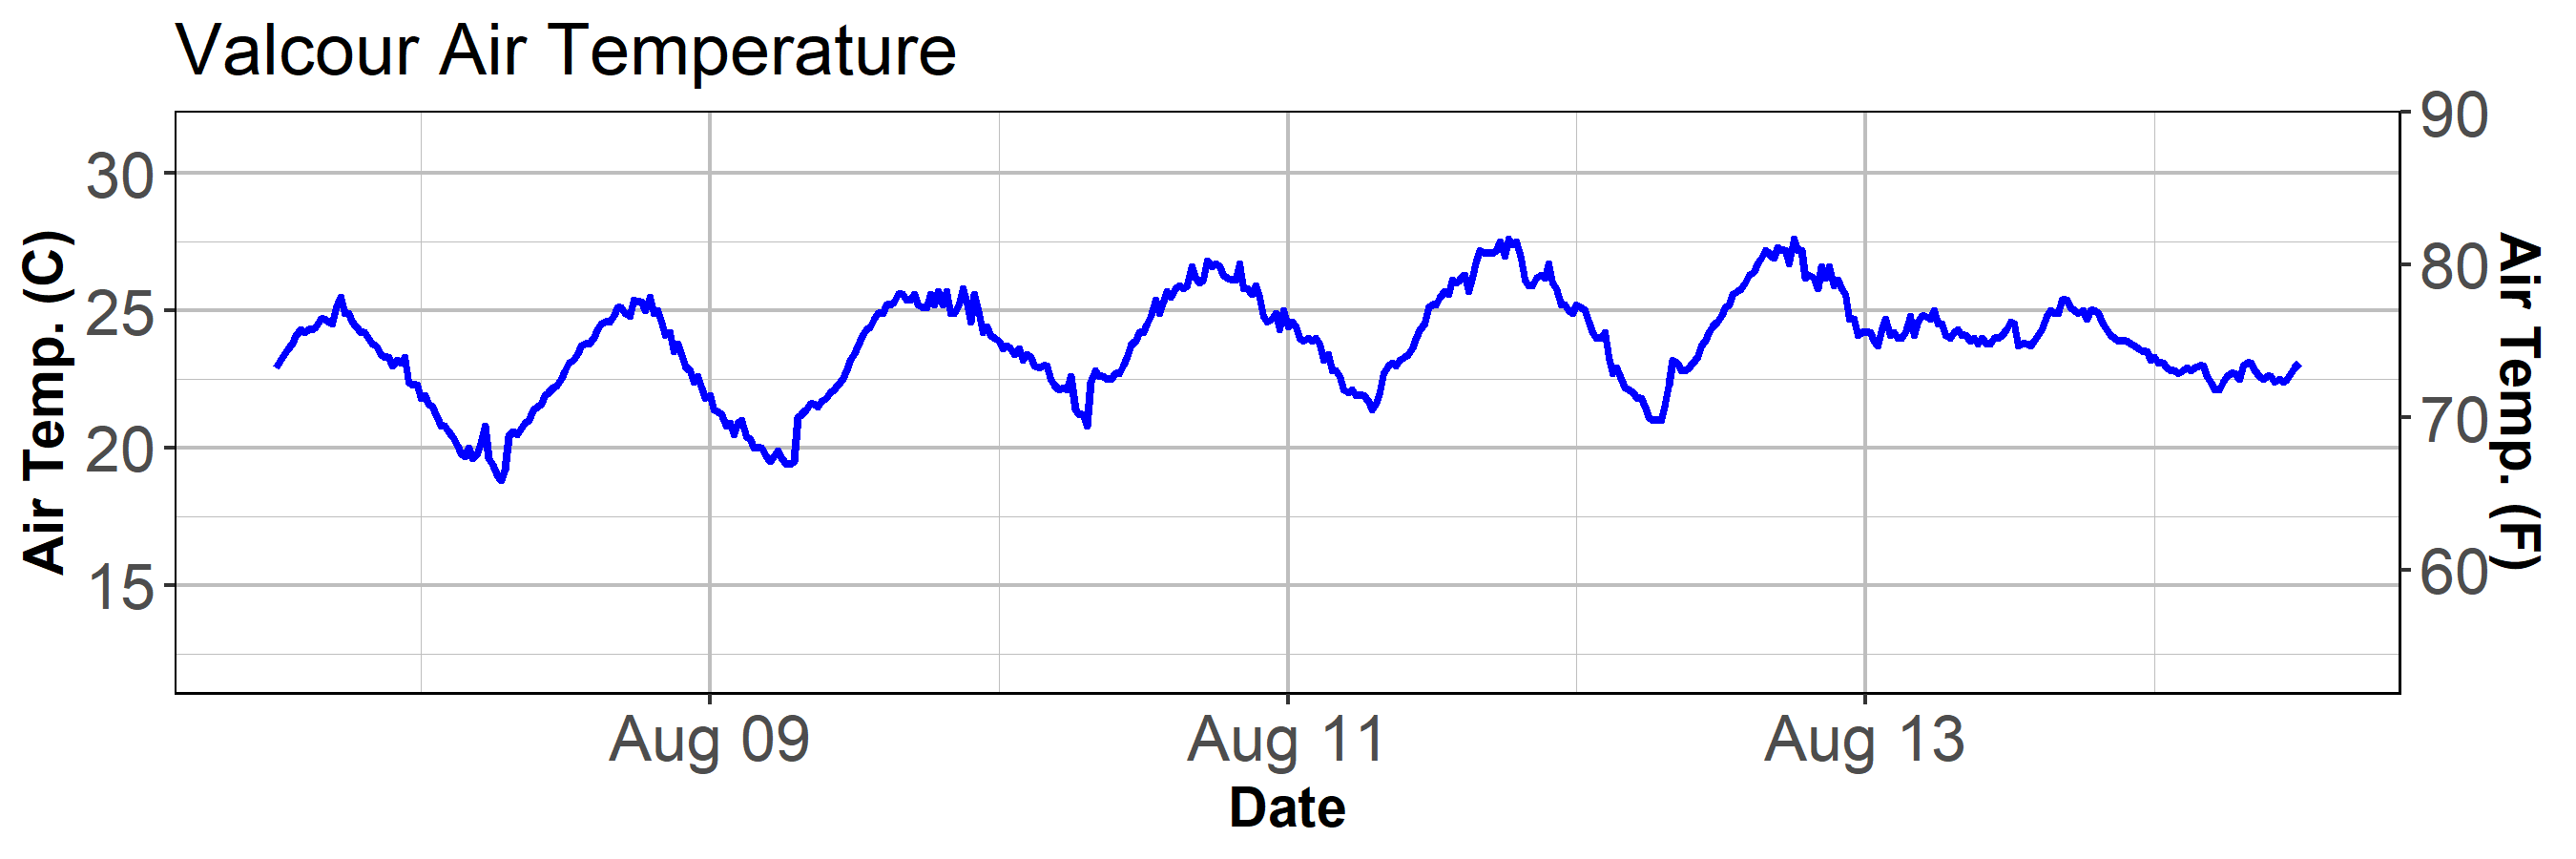 Valcour Air Temperature
Air Temp. (C)
30
25
20
15
90
80
70
60
Air Temp. (F)
Aug 09
Aug 11
Aug 13
Date